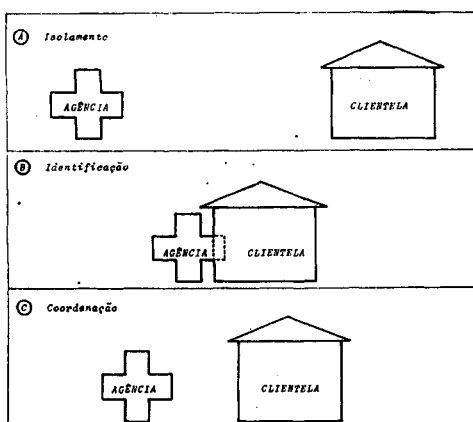 A Isolamento
AGÊNCIA CLIENTELA
B Identificação
AGÊNCIA CLIENTELA
C Coordenação
AGÊNCIA CLIENTELA